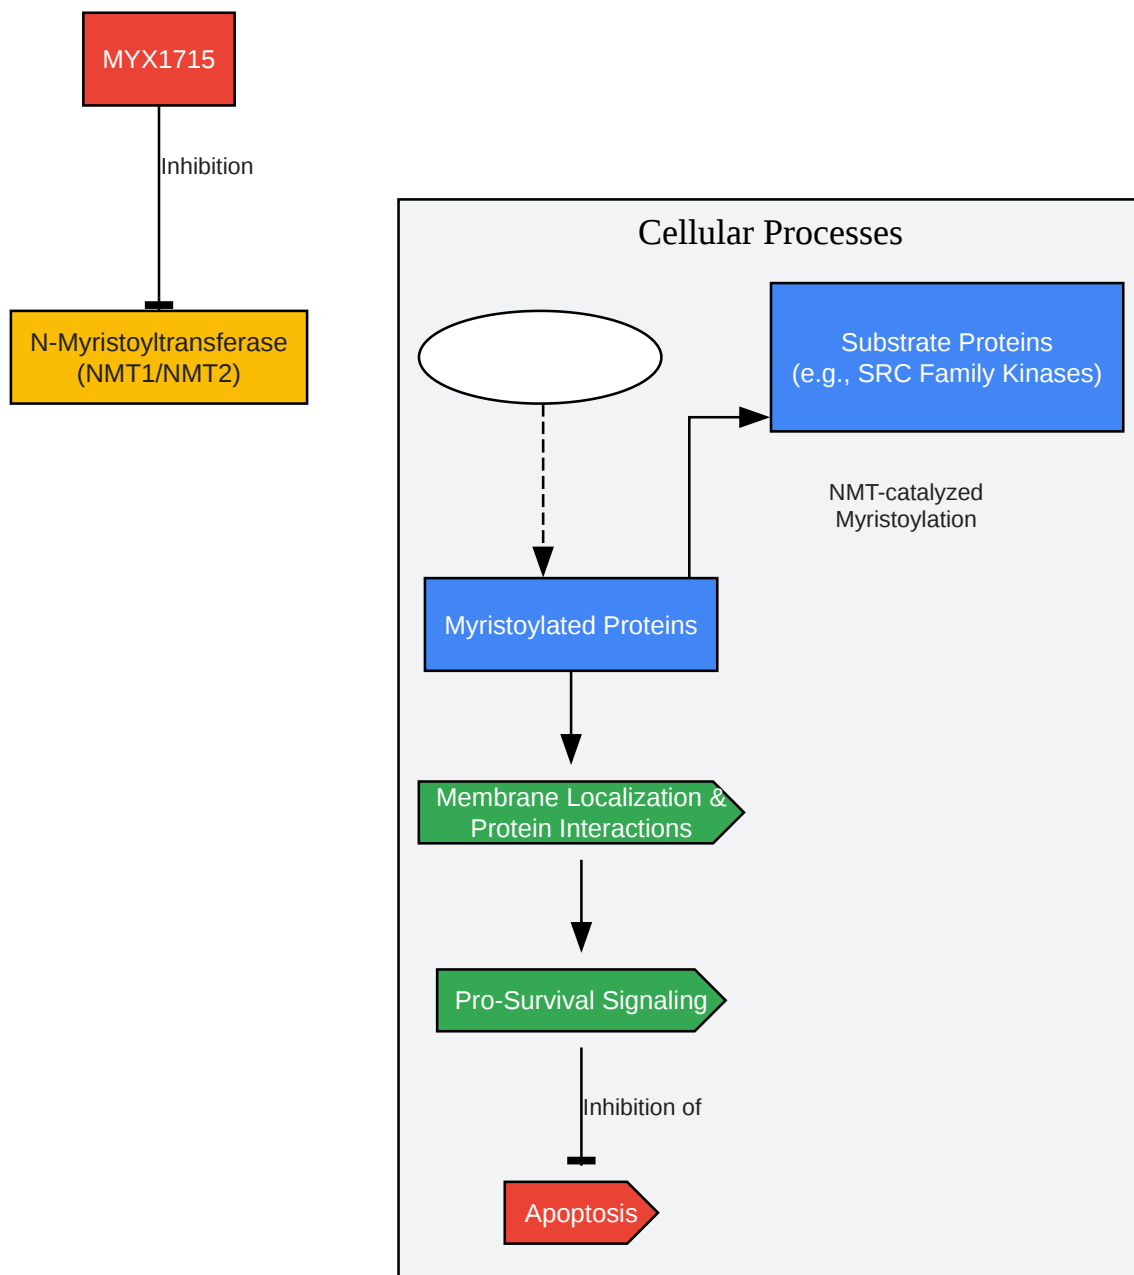 MYX1715
Inhibition
N-Myristoyltransferase
(NMT1/NMT2)
Cellular Processes
Substrate Proteins
(e.g., SRC Family Kinases)
NMT-catalyzed
Myristoylation
Myristoylated Proteins
Membrane Localization &
Protein Interactions
Pro-Survival Signaling
Inhibition of
Apoptosis